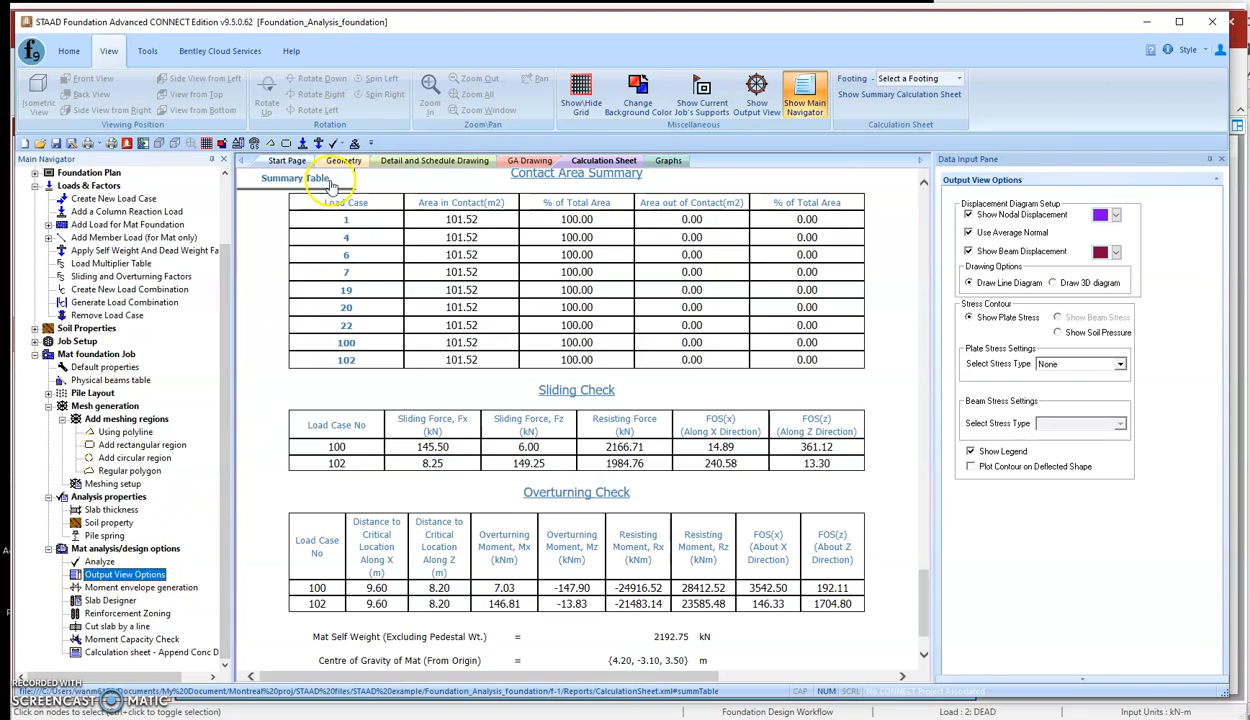 STAAD Foundation Advanced CONNECT Edition v9.5.0.62 [Foundation_Analysis_foundation]
Home View Tools Bentley Cloud Services Help Style
Isometric View
Front View
Back View
Side View from Right
Side View from Left
View from Top
View from Bottom
Viewing Position
Rotate Up
Rotate Down
Rotate Right
Rotate Left
Spin Left
Spin Right
Rotation
Zoom In
Zoom Out
Zoom All
Zoom Window
Pan
Zoom/Pan
Show/Hide Grid
Change Background Color
Show Current Job's Supports
Show Output View
Show Main Navigator
Miscellaneous
Footing - Select a Footing
Show Summary Calculation Sheet
Calculation Sheet
Main Navigator
Foundation Plan
Loads & Factors
Create New Load Case
Add a Column Reaction Load
Add Load for Mat Foundation
Add Member Load (for Mat only)
Apply Self Weight And Dead Weight Fa
Load Multiplier Table
Sliding and Overturning Factors
Create New Load Combination
Generate Load Combination
Remove Load Case
Soil Properties
Job Setup
Mat foundation Job
Default properties
Physical beams table
Pile Layout
Mesh generation
Add meshing regions
Using polyline
Add rectangular region
Add circular region
Regular polygon
Meshing setup
Analysis properties
Slab thickness
Soil property
Pile spring
Mat analysis/design options
Analyze
Output View Options
Moment envelope generation
Slab Designer
Reinforcement Zoning
Cut slab by a line
Moment Capacity Check
Calculation sheet - Append Conc D
Start Page Geometry Detail and Schedule Drawing GA Drawing Calculation Sheet Graphs
Summary Table
Contact Area Summary
Load Case Area in Contact(m2) % of Total Area Area out of Contact(m2) % of Total Area
1 101.52 100.00 0.00 0.00
4 101.52 100.00 0.00 0.00
6 101.52 100.00 0.00 0.00
7 101.52 100.00 0.00 0.00
19 101.52 100.00 0.00 0.00
20 101.52 100.00 0.00 0.00
22 101.52 100.00 0.00 0.00
100 101.52 100.00 0.00 0.00
102 101.52 100.00 0.00 0.00
Sliding Check
Load Case No Sliding Force, Fx (kN) Sliding Force, Fz (kN) Resisting Force (kN) FOS(x) (Along X Direction) FOS(z) (Along Z Direction)
100 145.50 6.00 2166.71 14.89 361.12
102 8.25 149.25 1984.76 240.58 13.30
Overturning Check
Load Case No Distance to Critical Location Along X (m) Distance to Critical Location Along Z (m) Overturning Moment, Mx (kNm) Overturning Moment, Mz (kNm) Resisting Moment, Rx (kNm) Resisting Moment, Rz (kNm) FOS(x) (About X Direction) FOS(z) (About Z Direction)
100 9.60 8.20 7.03 -147.90 -24916.52 28412.52 3542.50 192.11
102 9.60 8.20 146.81 -13.83 -21483.14 23585.48 146.33 1704.80
Mat Self Weight (Excluding Pedestal Wt.) = 2192.75 kN
Centre of Gravity of Mat (From Origin) = {4.20, -3.10, 3.50} m
Data Input Pane
Output View Options
Displacement Diagram Setup
Show Nodal Displacement
Use Average Normal
Show Beam Displacement
Drawing Options
Draw Line Diagram Draw 3D diagram
Stress Contour
Show Plate Stress Show Beam Stress
Show Soil Pressure
Plate Stress Settings
Select Stress Type None
Beam Stress Settings
Select Stress Type
Show Legend
Plot Contour on Deflected Shape
RECORDED WITH
SCREENCAST MATIC
CAP NUM SCRL No CONNECT Project Associated
Click on nodes to select (ctrl+click to toggle selection) Foundation Design Workflow Load : 2: DEAD Input Units : kN-m